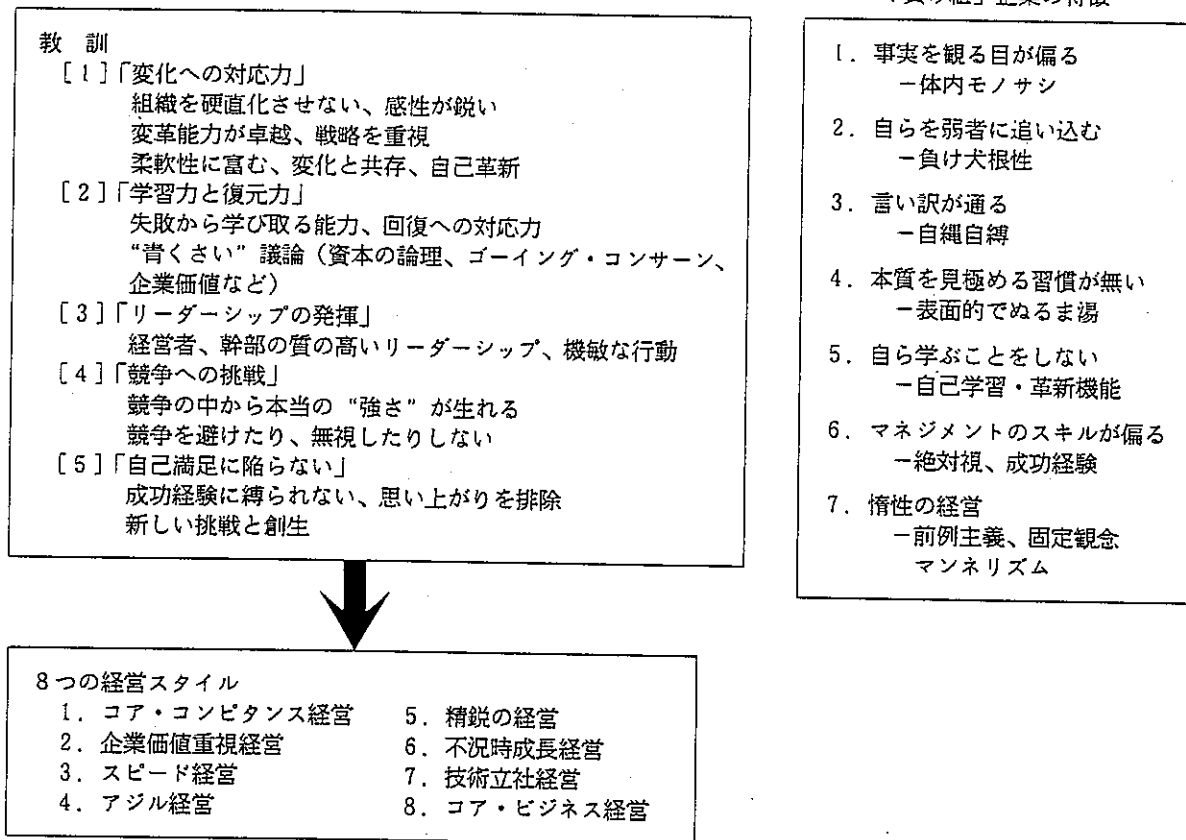 教 訓
[1]「変化への対応力」
組織を硬直化させない、感性が鋭い
変革能力が卓越、戦略を重視
柔軟性に富む、変化と共存、自己革新
[2]「学習力と復元力」
失敗から学び取る能力、回復への対応力
“青くさい”議論（資本の論理、ゴーイング・コンサーン、
企業価値など）
[3]「リーダーシップの発揮」
経営者、幹部の質の高いリーダーシップ、機敏な行動
[4]「競争への挑戦」
競争の中から本当の“強さ”が生れる
競争を避けたり、無視したりしない
[5]「自己満足に陥らない」
成功経験に縛られない、思い上がりを排除
新しい挑戦と創生
8つの経営スタイル
1. コア・コンピタンス経営
2. 企業価値重視経営
3. スピード経営
4. アジル経営
5. 精鋭の経営
6. 不況時成長経営
7. 技術立社経営
8. コア・ビジネス経営
企業の特徴
1. 事実を観る目が偏る
－体内モノサシ
2. 自らを弱者に追い込む
－負け犬根性
3. 言い訳が通る
－自縄自縛
4. 本質を見極める習慣が無い
－表面的でぬるま湯
5. 自ら学ぶことをしない
－自己学習・革新機能
6. マネジメントのスキルが偏る
－絶対視、成功経験
7. 惰性の経営
－前例主義、固定観念
マンネリズム